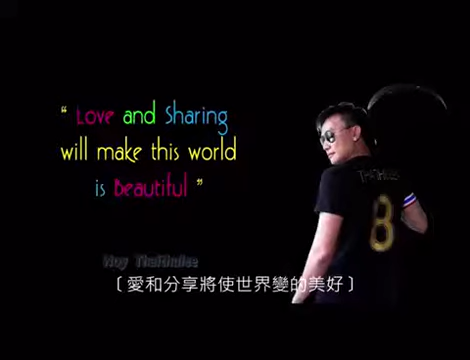 “ Love and Sharing
will make this world
is Beautiful ”
〔愛和分享將使世界變的美好〕
8